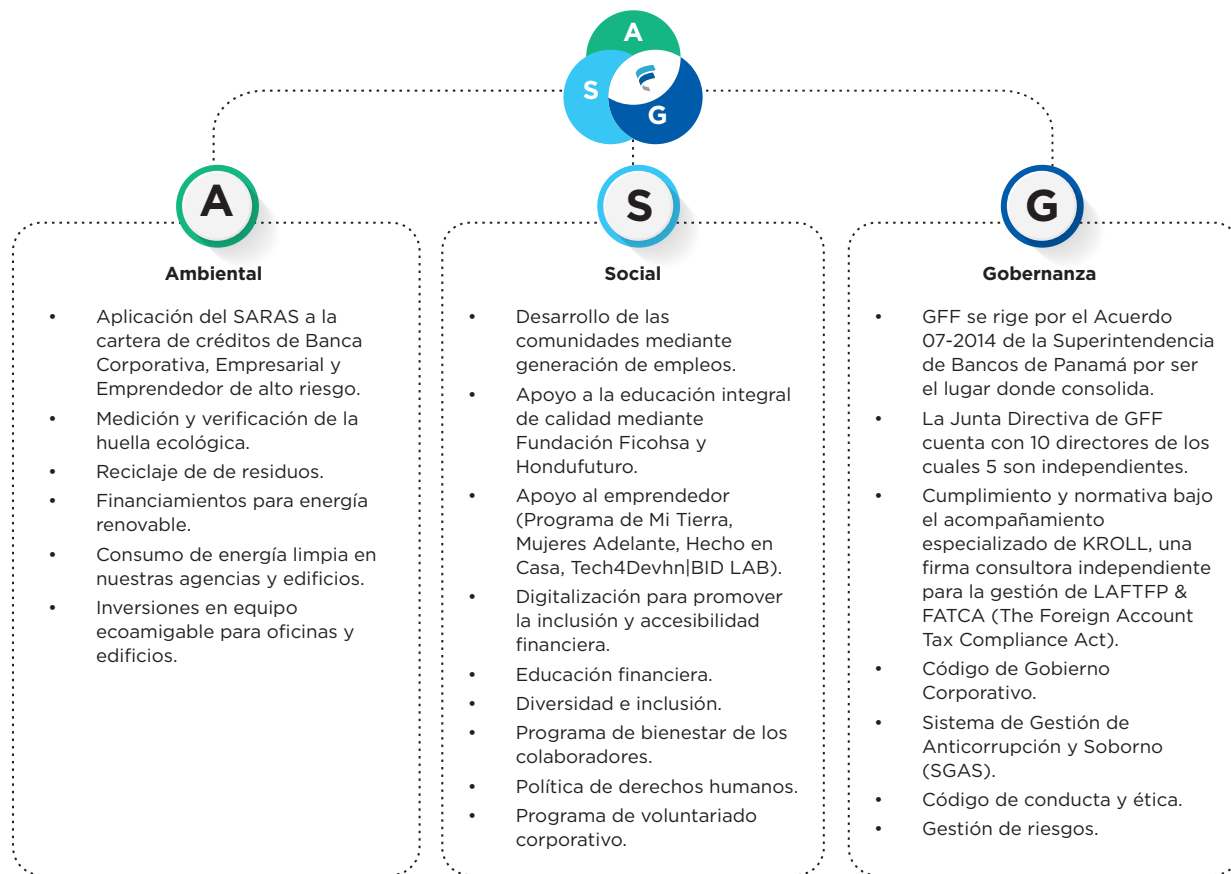 A
S
G
A
Ambiental
• Aplicación del SARAS a la
cartera de créditos de Banca
Corporativa, Empresarial y
Emprendedor de alto riesgo.
• Medición y verificación de la
huella ecológica.
• Reciclaje de de residuos.
• Financiamientos para energía
renovable.
• Consumo de energía limpia en
nuestras agencias y edificios.
• Inversiones en equipo
ecoamigable para oficinas y
edificios.
S
Social
• Desarrollo de las
comunidades mediante
generación de empleos.
• Apoyo a la educación integral
de calidad mediante
Fundación Ficohsa y
Hondufuturo.
• Apoyo al emprendedor
(Programa de Mi Tierra,
Mujeres Adelante, Hecho en
Casa, Tech4Devhn|BID LAB).
• Digitalización para promover
la inclusión y accesibilidad
financiera.
• Educación financiera.
• Diversidad e inclusión.
• Programa de bienestar de los
colaboradores.
• Política de derechos humanos.
• Programa de voluntariado
corporativo.
G
Gobernanza
• GFF se rige por el Acuerdo
07-2014 de la Superintendencia
de Bancos de Panamá por ser
el lugar donde consolida.
• La Junta Directiva de GFF
cuenta con 10 directores de los
cuales 5 son independientes.
• Cumplimiento y normativa bajo
el acompañamiento
especializado de KROLL, una
firma consultora independiente
para la gestión de LAFTFP &
FATCA (The Foreign Account
Tax Compliance Act).
• Código de Gobierno
Corporativo.
• Sistema de Gestión de
Anticorrupción y Soborno
(SGAS).
• Código de conducta y ética.
• Gestión de riesgos.